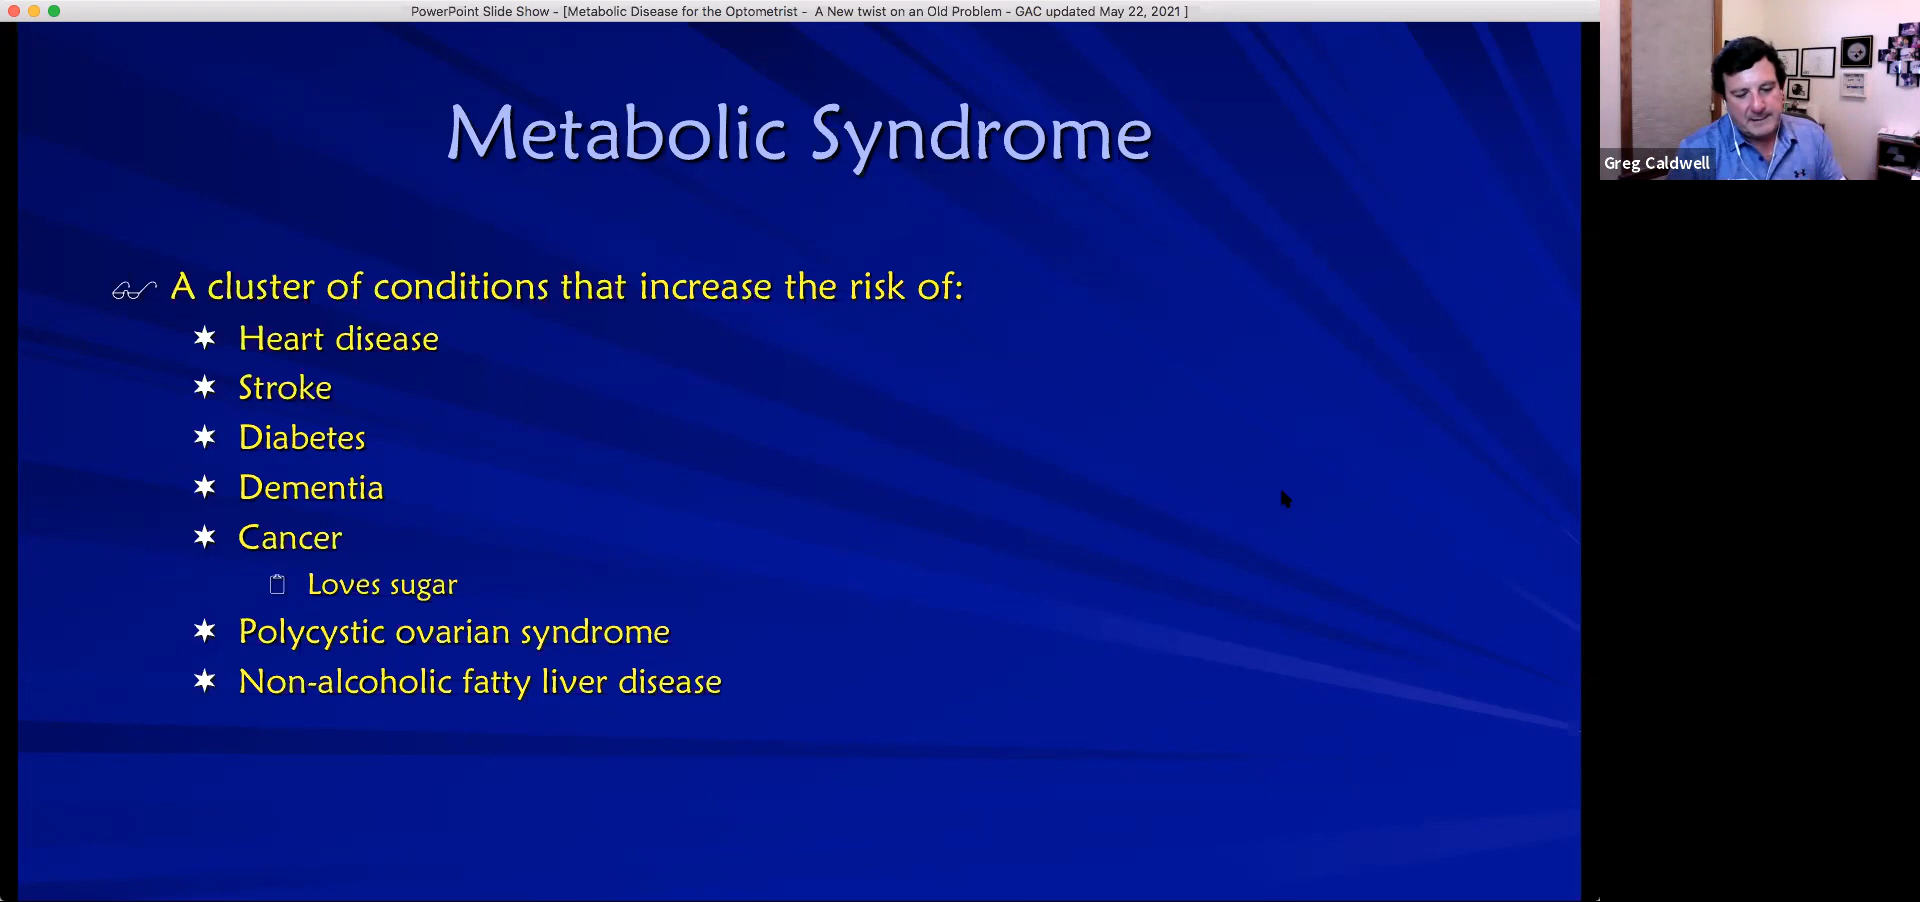 PowerPoint Slide Show - [Metabolic Disease for the Optometrist - A New twist on an Old Problem - GAC updated May 22, 2021 ]
Metabolic Syndrome
A cluster of conditions that increase the risk of:
Heart disease
Stroke
Diabetes
Dementia
Cancer
Loves sugar
Polycystic ovarian syndrome
Non-alcoholic fatty liver disease
Greg Caldwell